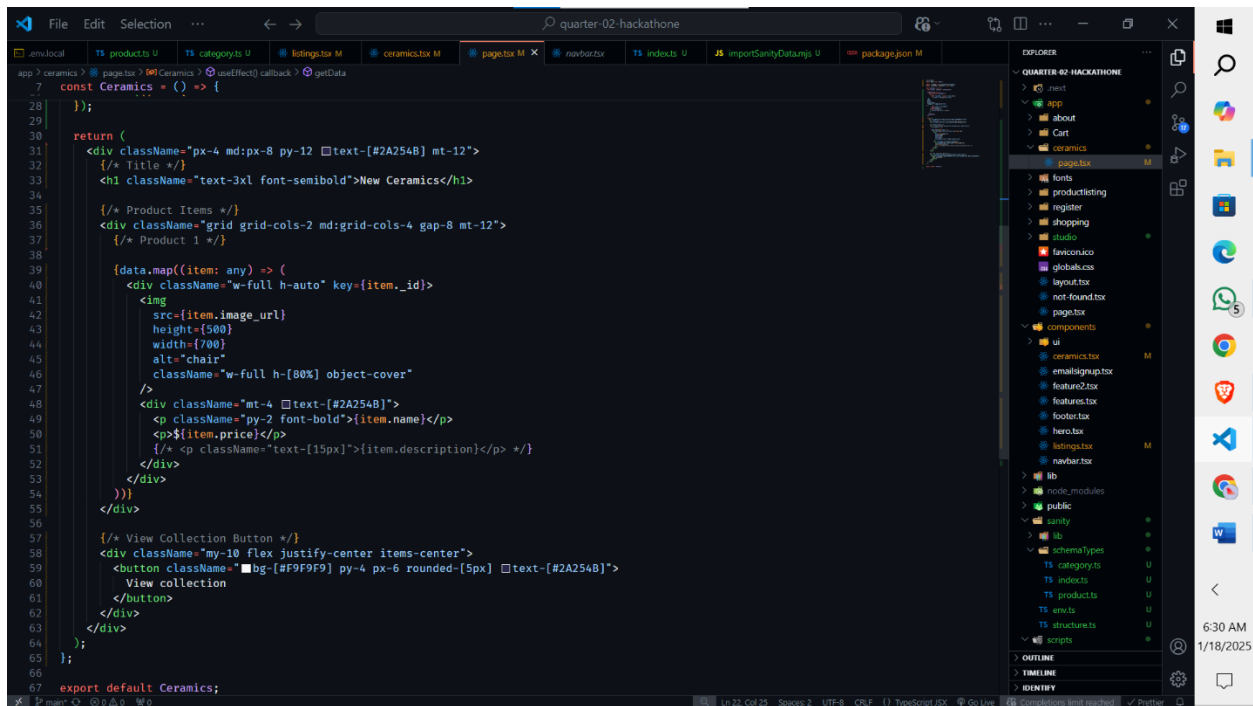 File Edit Selection ··· ← → quarter-02-hackathone
.env.local TS product.ts U TS category.ts U listings.tsx M ceramics.tsx M page.tsx M × navbar.tsx TS index.ts U JS importSanityData.mjs U package.json M
app > ceramics > page.tsx > Ceramics > useEffect() callback > getData
7 const Ceramics = () => {
28 });
29
30 return (
31 <div className="px-4 md:px-8 py-12 text-[#2A254B] mt-12">
32 {/* Title */}
33 <h1 className="text-3xl font-semibold">New Ceramics</h1>
34
35 {/* Product Items */}
36 <div className="grid grid-cols-2 md:grid-cols-4 gap-8 mt-12">
37 {/* Product 1 */}
38
39 {data.map((item: any) => (
40 <div className="w-full h-auto" key={item._id}>
41 <img
42 src={item.image_url}
43 height={500}
44 width={700}
45 alt="chair"
46 className="w-full h-[80%] object-cover"
47 />
48 <div className="mt-4 text-[#2A254B]">
49 <p className="py-2 font-bold">{item.name}</p>
50 <p>${item.price}</p>
51 {/* <p className="text-[15px]">{item.description}</p> */}
52 </div>
53 </div>
54 ))}
55 </div>
56
57 {/* View Collection Button */}
58 <div className="my-10 flex justify-center items-center">
59 <button className="bg-[#F9F9F9] py-4 px-6 rounded-[5px] text-[#2A254B]">
60 View collection
61 </button>
62 </div>
63 </div>
64 );
65 };
66
67 export default Ceramics;
EXPLORER ···
QUARTER-02-HACKATHONE
.next
app
about
Cart
ceramics
page.tsx M
fonts
productlisting
register
shopping
studio
favicon.ico
globals.css
layout.tsx
not-found.tsx
page.tsx
components
ui
ceramics.tsx M
emailsignup.tsx
feature2.tsx
features.tsx
footer.tsx
hero.tsx
listings.tsx M
navbar.tsx
lib
node_modules
public
sanity
lib
schemaTypes
TS category.ts U
TS index.ts U
TS product.ts U
TS env.ts U
TS structure.ts U
scripts
OUTLINE
TIMELINE
IDENTIFY
17
5
W
6:30 AM
1/18/2025
main* 0 0 0 Ln 22, Col 25 Spaces: 2 UTF-8 CRLF {} TypeScript JSX Go Live Completions limit reached Prettier